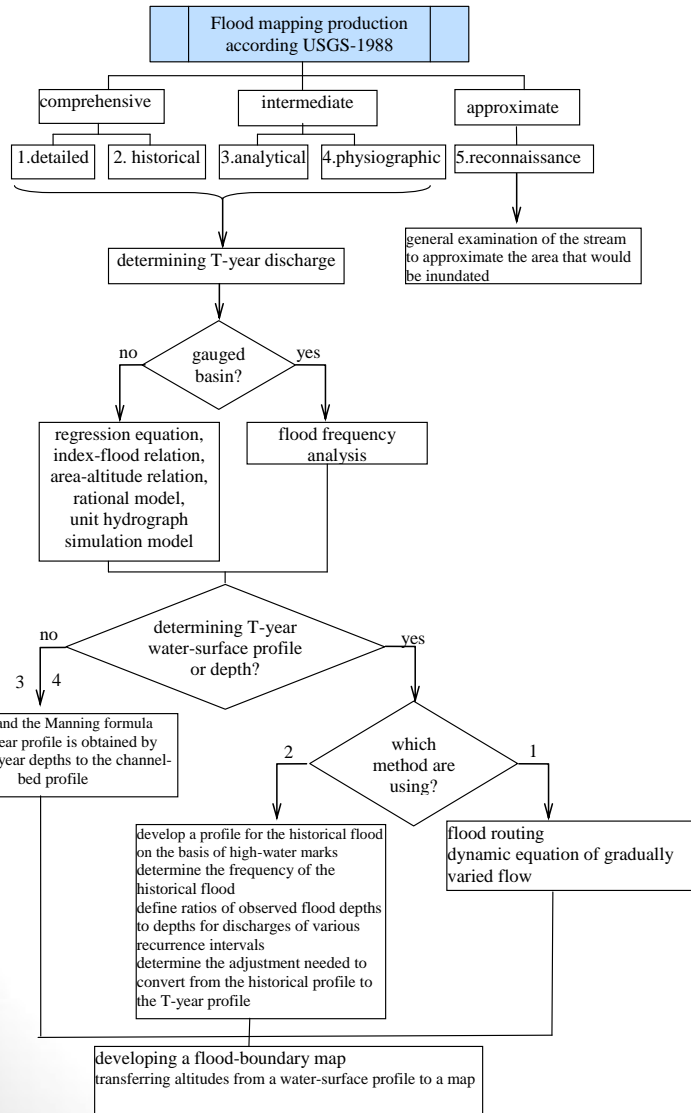 Flood mapping production
according USGS-1988
comprehensive
intermediate
approximate
1.detailed
2. historical
3.analytical
4.physiographic
5.reconnaissance
general examination of the stream
to approximate the area that would
be inundated
determining T-year discharge
no
gauged
basin?
yes
regression equation,
index-flood relation,
area-altitude relation,
rational model,
unit hydrograph
simulation model
flood frequency
analysis
no
determining T-year
water-surface profile
or depth?
yes
3
4
and the Manning formula
profile is obtained by
year depths to the channel-
bed profile
2
which
method are
using?
1
develop a profile for the historical flood
on the basis of high-water marks
determine the frequency of the
historical flood
define ratios of observed flood depths
to depths for discharges of various
recurrence intervals
determine the adjustment needed to
convert from the historical profile to
the T-year profile
flood routing
dynamic equation of gradually
varied flow
developing a flood-boundary map
transferring altitudes from a water-surface profile to a map